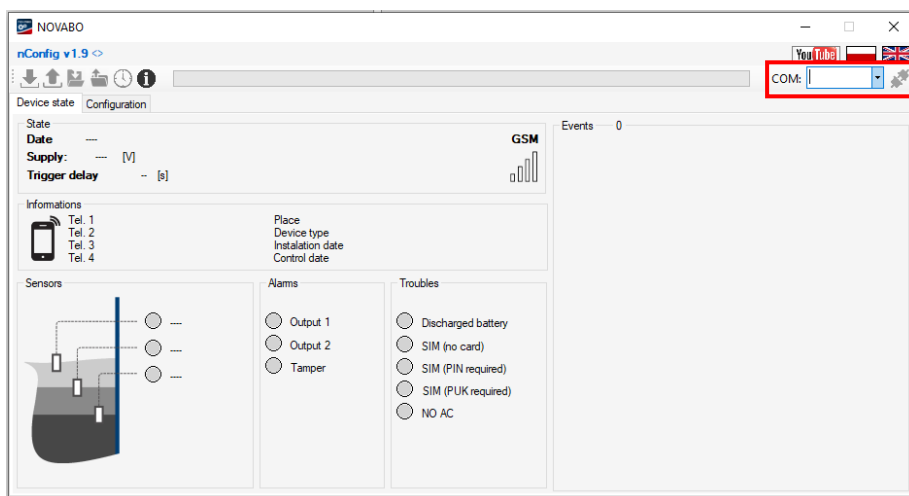 NOVABO
nConfig v1.9 <>
You Tube
COM:
Device state Configuration
State
Date ---- GSM
Supply: ---- [V]
Trigger delay -- [s]
Informations
Tel. 1 Place
Tel. 2 Device type
Tel. 3 Instalation date
Tel. 4 Control date
Sensors
----
----
----
Alarms
Output 1
Output 2
Tamper
Troubles
Discharged battery
SIM (no card)
SIM (PIN required)
SIM (PUK required)
NO AC
Events 0